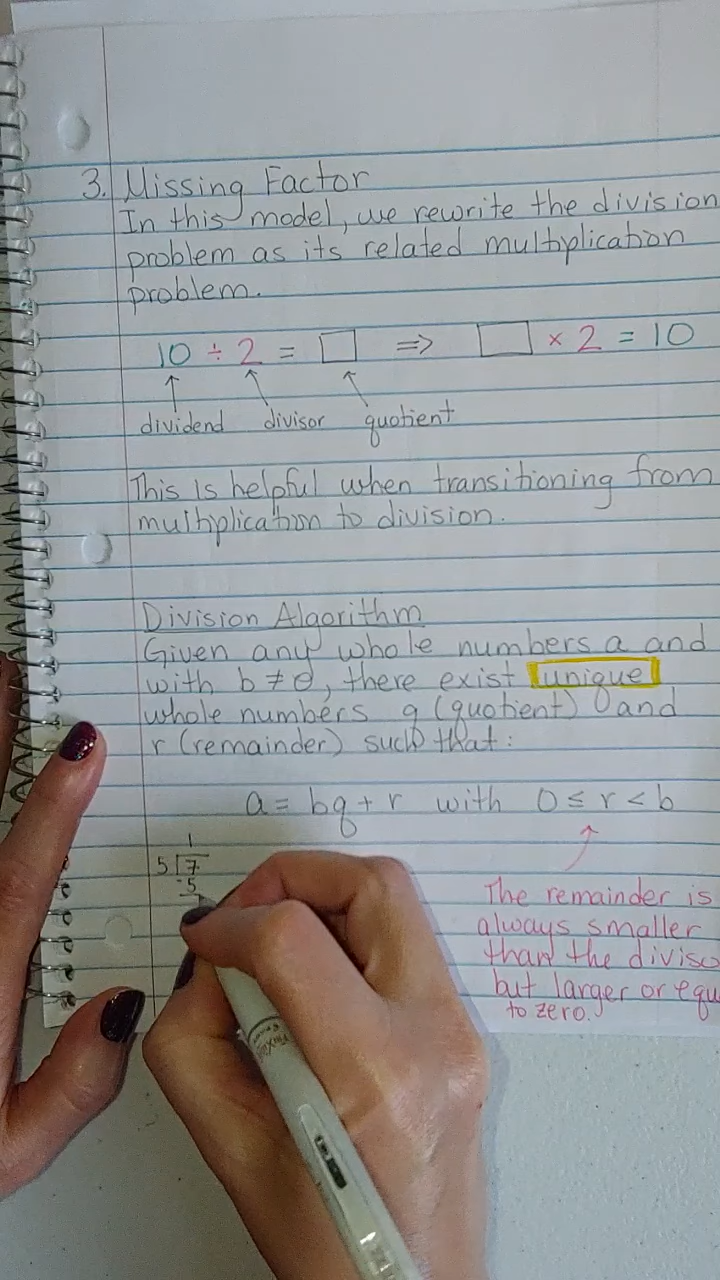 3. Missing Factor
In this model, we rewrite the division
problem as its related multiplication
problem.
10 ÷ 2 = □ ⇒ □ × 2 = 10
dividend divisor quotient
This is helpful when transitioning from
multiplication to division.
Division Algorithm
Given any whole numbers a and
with b ≠ 0, there exist unique
whole numbers q (quotient) and
r (remainder) such that:
a = bq + r with 0 ≤ r < b
1
5 7
-5
The remainder is
always smaller
than the
but larger or
to zero.